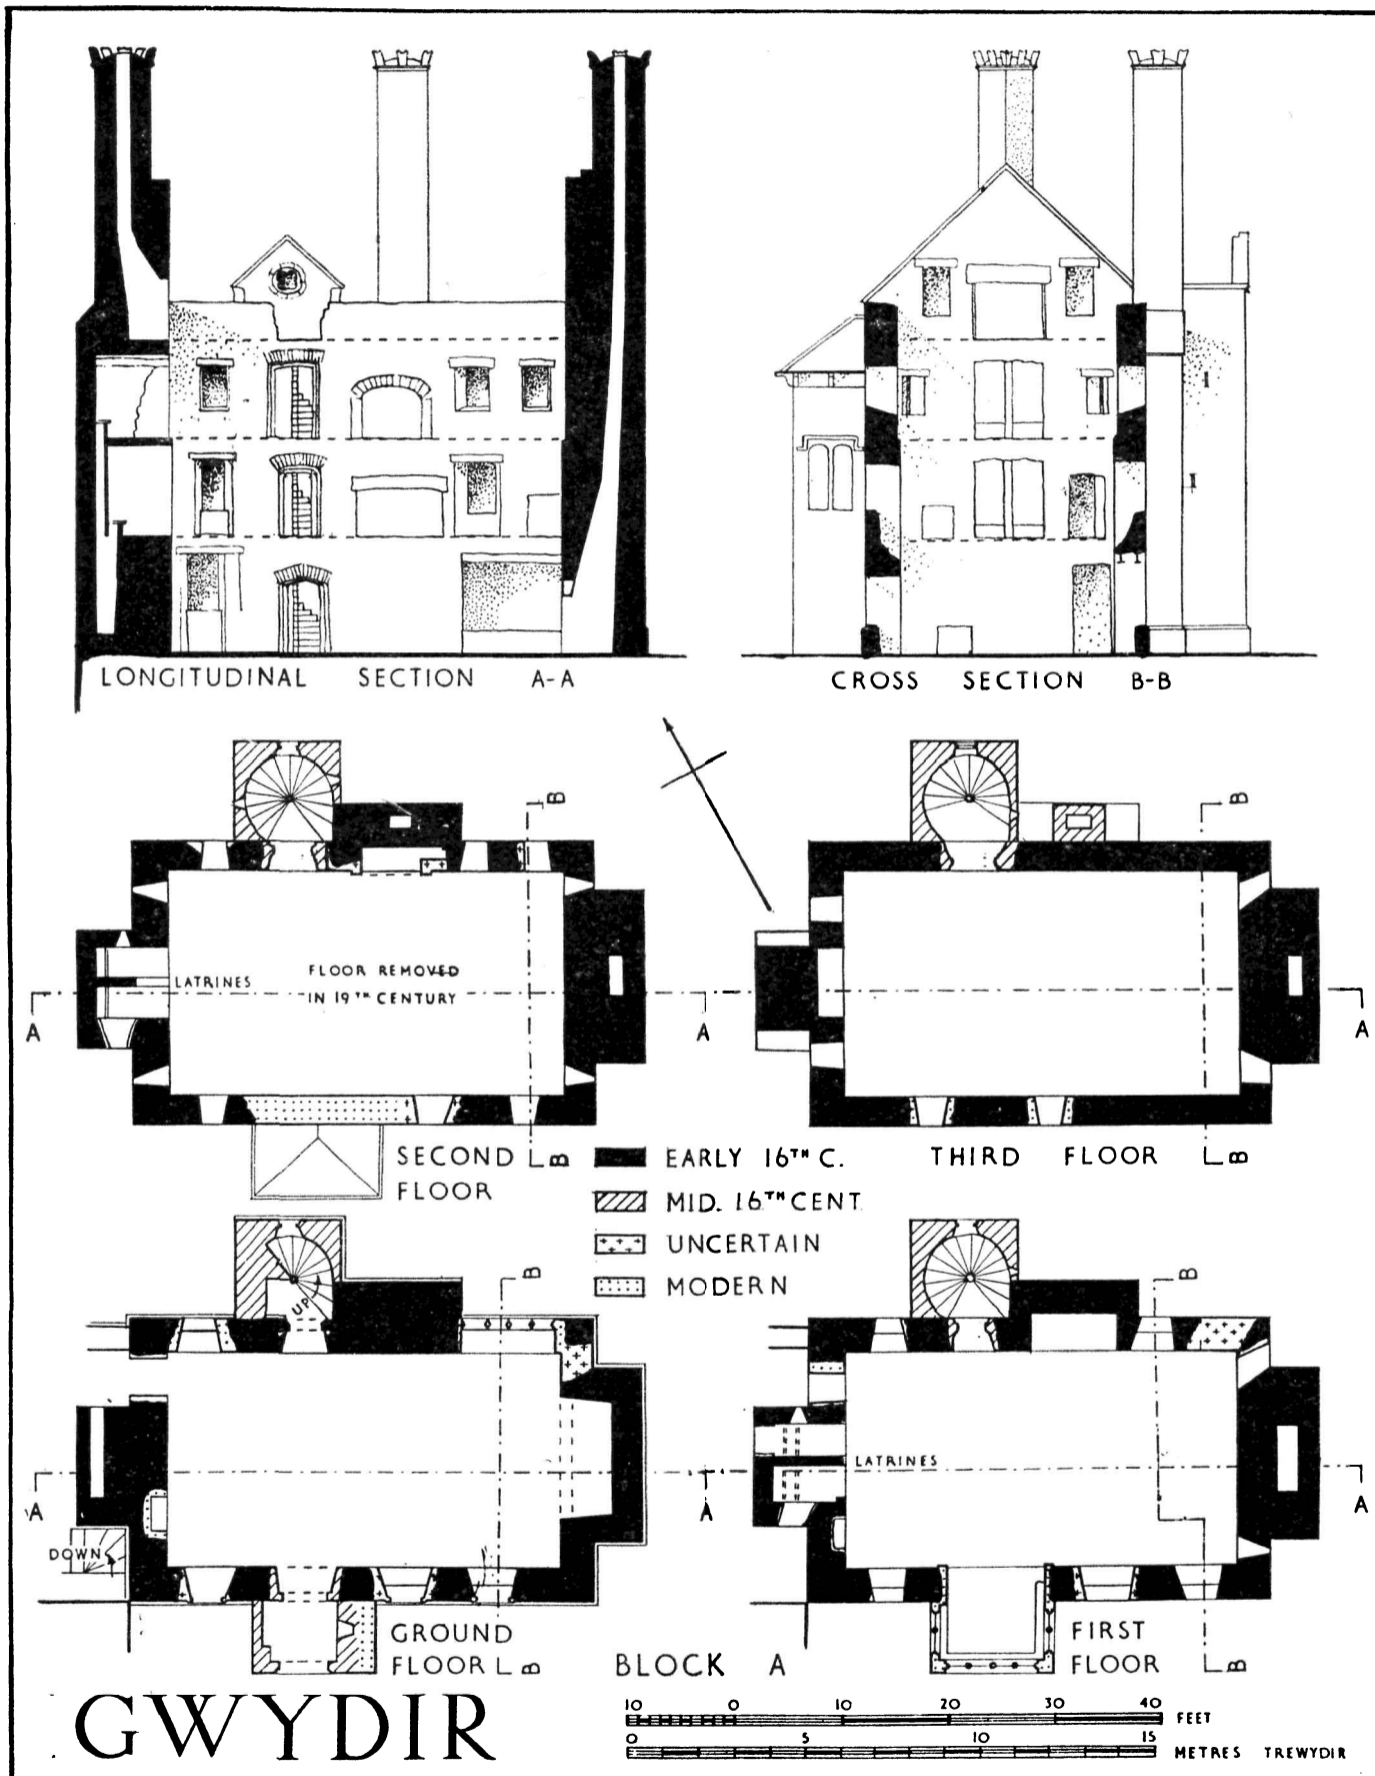 LONGITUDINAL SECTION A-A
CROSS SECTION B-B
B
B
LATRINES
FLOOR REMOVED
IN 19TH CENTURY
A
A
A
SECOND
FLOOR
B
EARLY 16TH C.
MID. 16TH CENT
UNCERTAIN
MODERN
THIRD FLOOR
B
B
B
UP
LATRINES
A
A
A
DOWN
GROUND
FLOOR
B
BLOCK A
FIRST
FLOOR
B
GWYDIR
10 0 10 20 30 40
FEET
0 5 10 15
METRES TREWYDIR